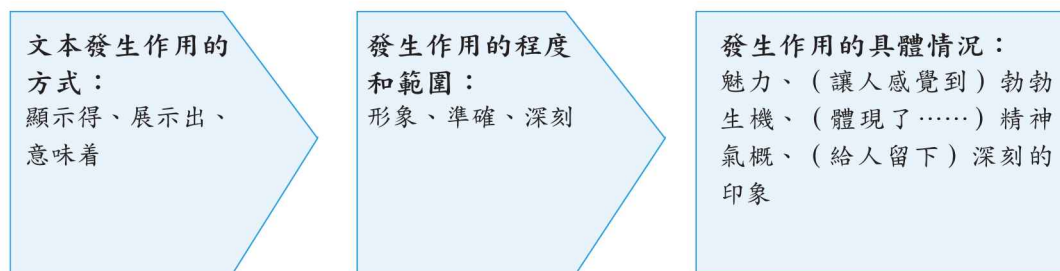 文本發生作用的
方式：
顯示得、展示出、
意味着
發生作用的程度
和範圍：
形象、準確、深刻
發生作用的具體情況：
魅力、（讓人感覺到）勃勃
生機、（體現了……）精神
氣概、（給人留下）深刻的
印象